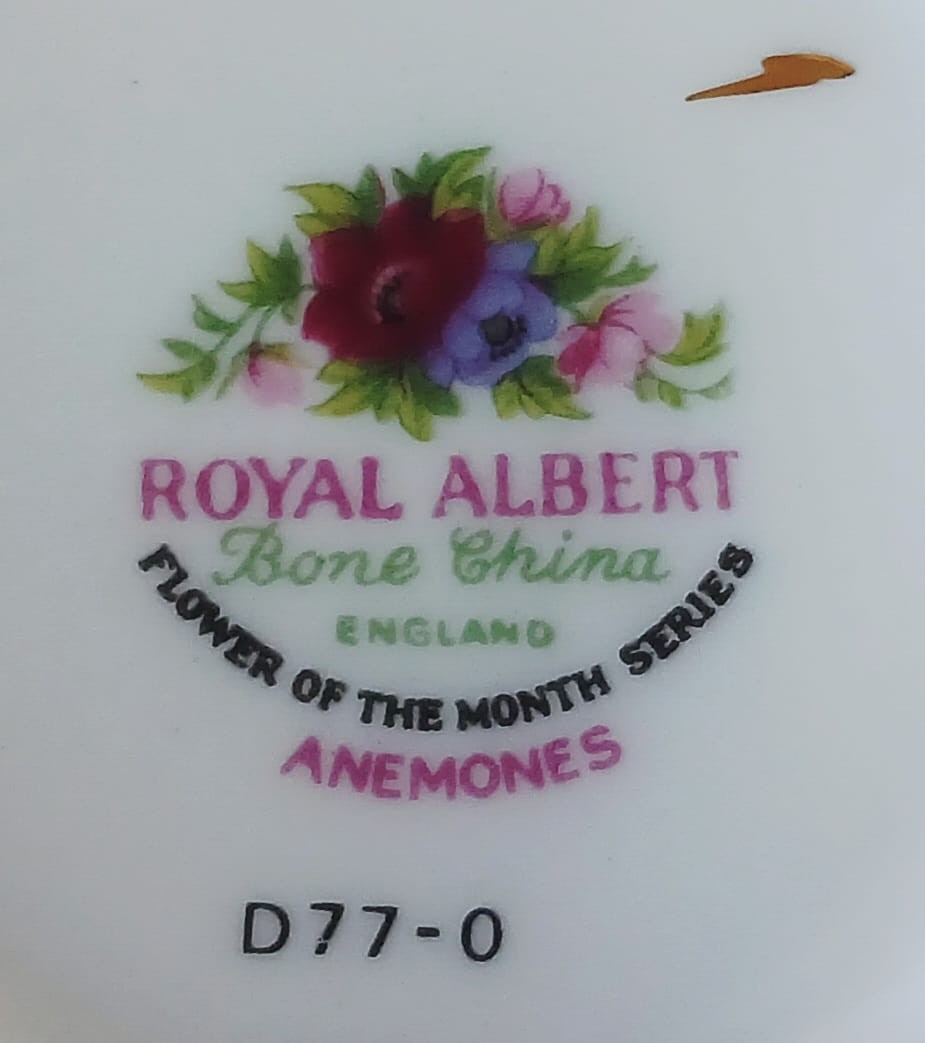 ROYAL ALBERT
Bone China
ENGLAND
FLOWER OF THE MONTH SERIES
ANEMONES
D77-0